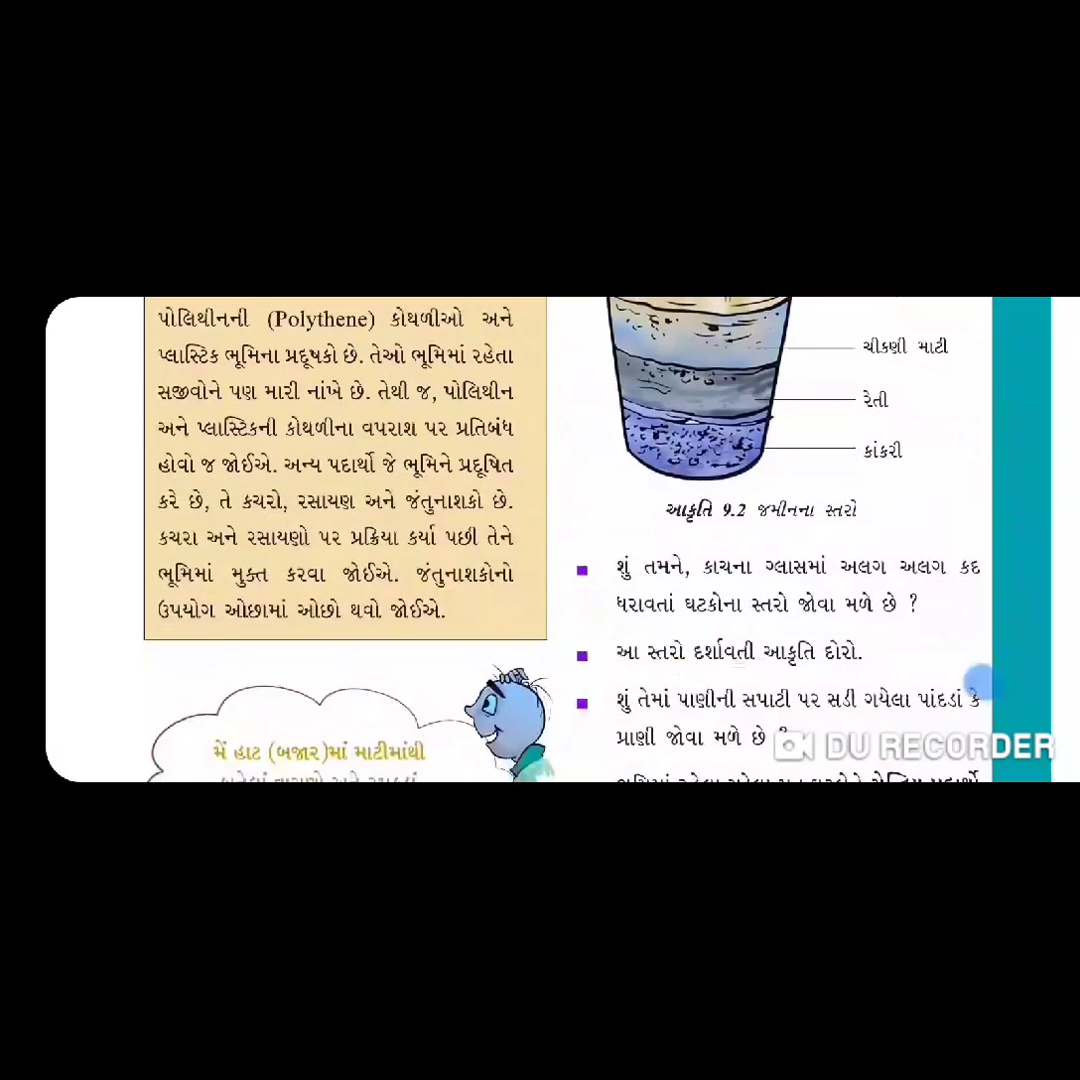 પોલિથીનની (Polythene) કોથળીઓ અને
પ્લાસ્ટિક ભૂમિના પ્રદૂષકો છે. તેઓ ભૂમિમાં રહેતા
સજીવોને પણ મારી નાંખે છે. તેથી જ, પોલિથીન
અને પ્લાસ્ટિકની કોથળીના વપરાશ પર પ્રતિબંધ
હોવો જ જોઈએ. અન્ય પદાર્થો જે ભૂમિને પ્રદૂષિત
કરે છે, તે કચરો, રસાયણ અને જંતુનાશકો છે.
કચરા અને રસાયણો પર પ્રક્રિયા કર્યા પછી તેને
ભૂમિમાં મુક્ત કરવા જોઈએ. જંતુનાશકોનો
ઉપયોગ ઓછામાં ઓછો થવો જોઈએ.
મેં હાટ (બજાર)માં માટીમાંથી
ચીકણી માટી
રેતી
કાંકરી
આકૃતિ 9.2 જમીનના સ્તરો
શું તમને, કાચના ગ્લાસમાં અલગ અલગ કદ
ધરાવતાં ઘટકોના સ્તરો જોવા મળે છે ?
આ સ્તરો દર્શાવતી આકૃતિ દોરો.
શું તેમાં પાણીની સપાટી પર સડી ગયેલા પાંદડાં કે
પ્રાણી જોવા મળે છે ?
DU RECORDER